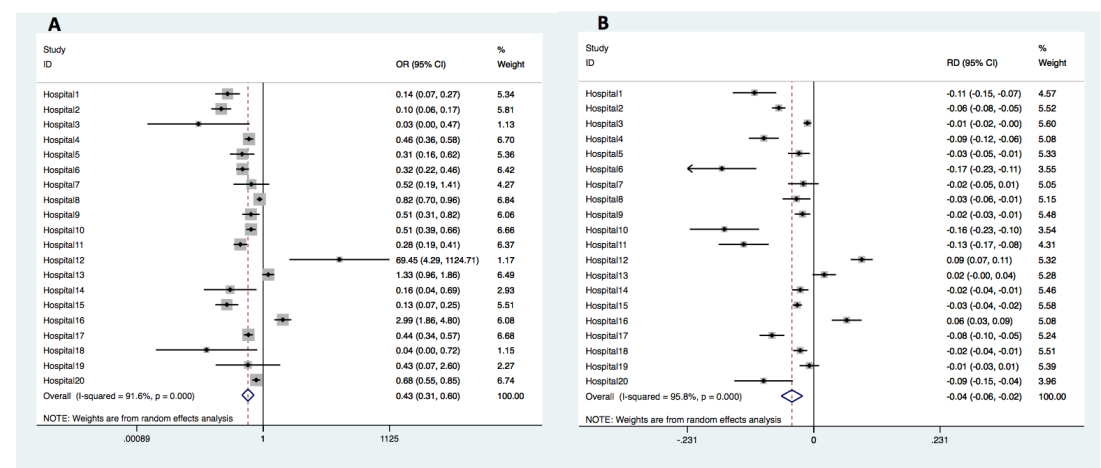 A
Study %
ID OR (95% CI) Weight
Hospital1 0.14 (0.07, 0.27) 5.34
Hospital2 0.10 (0.06, 0.17) 5.81
Hospital3 0.03 (0.00, 0.47) 1.13
Hospital4 0.46 (0.36, 0.58) 6.70
Hospital5 0.31 (0.16, 0.62) 5.36
Hospital6 0.32 (0.22, 0.46) 6.42
Hospital7 0.52 (0.19, 1.41) 4.27
Hospital8 0.82 (0.70, 0.96) 6.84
Hospital9 0.51 (0.31, 0.82) 6.06
Hospital10 0.51 (0.39, 0.66) 6.66
Hospital11 0.28 (0.19, 0.41) 6.37
Hospital12 69.45 (4.29, 1124.71) 1.17
Hospital13 1.33 (0.96, 1.86) 6.49
Hospital14 0.16 (0.04, 0.69) 2.93
Hospital15 0.13 (0.07, 0.25) 5.51
Hospital16 2.99 (1.86, 4.80) 6.08
Hospital17 0.44 (0.34, 0.57) 6.68
Hospital18 0.04 (0.00, 0.72) 1.15
Hospital19 0.43 (0.07, 2.60) 2.27
Hospital20 0.68 (0.55, 0.85) 6.74
Overall (I-squared = 91.6%, p = 0.000) 0.43 (0.31, 0.60) 100.00
NOTE: Weights are from random effects analysis
.00089 1 1125
B
Study %
ID RD (95% CI) Weight
Hospital1 -0.11 (-0.15, -0.07) 4.57
Hospital2 -0.06 (-0.08, -0.05) 5.52
Hospital3 -0.01 (-0.02, -0.00) 5.60
Hospital4 -0.09 (-0.12, -0.06) 5.08
Hospital5 -0.03 (-0.05, -0.01) 5.33
Hospital6 -0.17 (-0.23, -0.11) 3.55
Hospital7 -0.02 (-0.05, 0.01) 5.05
Hospital8 -0.03 (-0.06, -0.01) 5.15
Hospital9 -0.02 (-0.03, -0.01) 5.48
Hospital10 -0.16 (-0.23, -0.10) 3.54
Hospital11 -0.13 (-0.17, -0.08) 4.31
Hospital12 0.09 (0.07, 0.11) 5.32
Hospital13 0.02 (-0.00, 0.04) 5.28
Hospital14 -0.02 (-0.04, -0.01) 5.46
Hospital15 -0.03 (-0.04, -0.02) 5.58
Hospital16 0.06 (0.03, 0.09) 5.08
Hospital17 -0.08 (-0.10, -0.05) 5.24
Hospital18 -0.02 (-0.04, -0.01) 5.51
Hospital19 -0.01 (-0.03, 0.01) 5.39
Hospital20 -0.09 (-0.15, -0.04) 3.96
Overall (I-squared = 95.8%, p = 0.000) -0.04 (-0.06, -0.02) 100.00
NOTE: Weights are from random effects analysis
-.231 0 .231